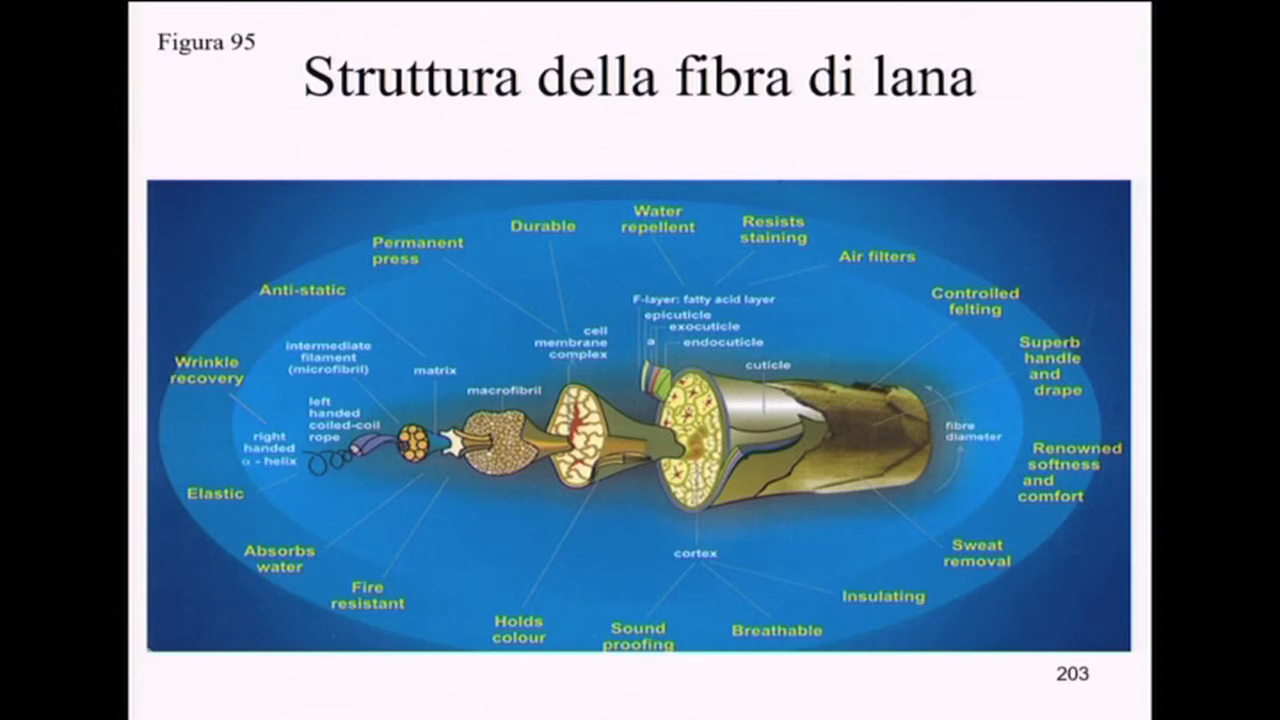 Figura 95
Struttura della fibra di lana
Durable
Water
repellent
Resists
staining
Permanent
press
Air filters
Anti-static
F-layer: fatty acid layer
epicuticle
exocuticle
a
endocuticle
Controlled
felting
cell
membrane
complex
intermediate
filament
(microfibril)
matrix
macrofibril
cuticle
Superb
handle
and
drape
Wrinkle
recovery
left
handed
coiled-coil
rope
right
handed
α - helix
fibre
diameter
Renowned
softness
and
comfort
Elastic
Absorbs
water
cortex
Sweat
removal
Fire
resistant
Insulating
Holds
colour
Sound
proofing
Breathable
203